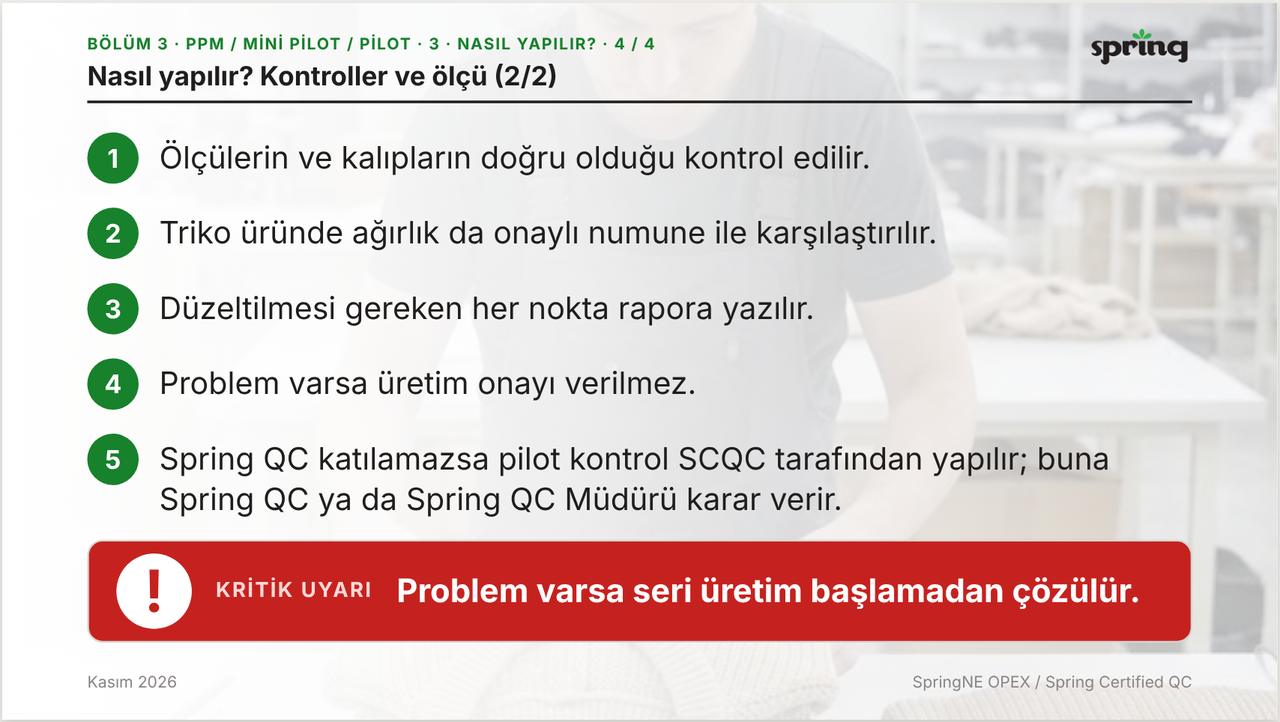 BÖLÜM 3 · PPM / MİNİ PİLOT / PİLOT · 3 · NASIL YAPILIR? · 4 / 4
spring
Nasıl yapılır? Kontroller ve ölçü (2/2)
1 Ölçülerin ve kalıpların doğru olduğu kontrol edilir.
2 Triko üründe ağırlık da onaylı numune ile karşılaştırılır.
3 Düzeltilmesi gereken her nokta rapora yazılır.
4 Problem varsa üretim onayı verilmez.
5 Spring QC katılamazsa pilot kontrol SCQC tarafından yapılır; buna
Spring QC ya da Spring QC Müdürü karar verir.
! KRİTİK UYARI Problem varsa seri üretim başlamadan çözülür.
Kasım 2026 SpringNE OPEX / Spring Certified QC